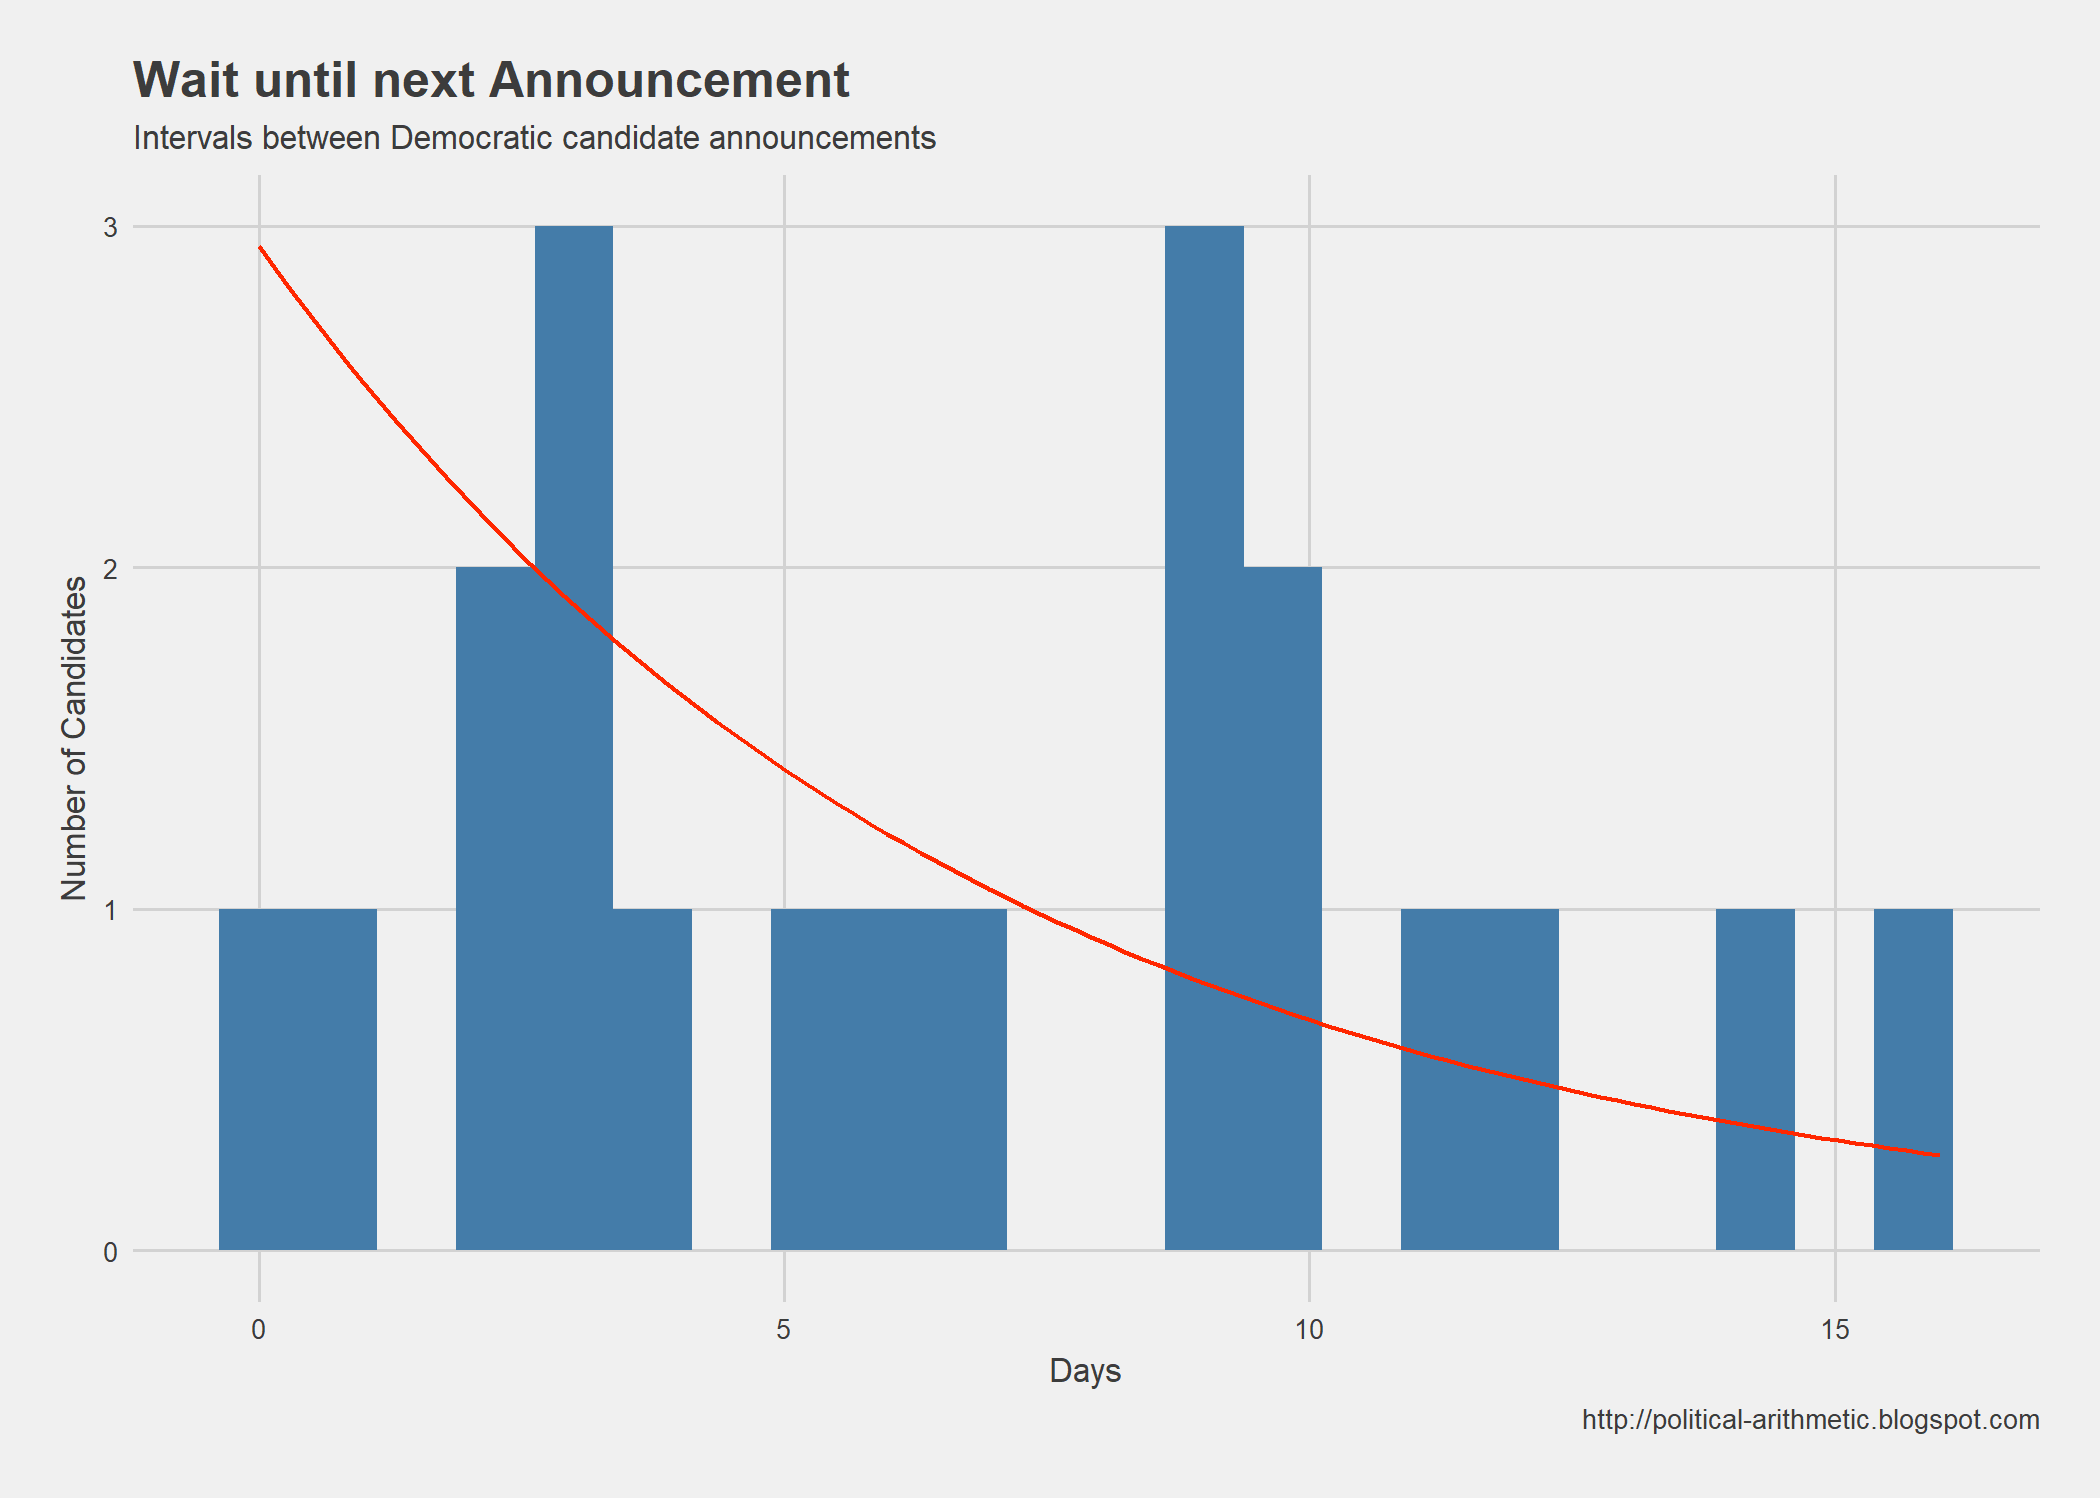 Wait until next Announcement
Intervals between Democratic candidate announcements
Number of Candidates
3
2
1
0
0 5 10 15
Days
http://political-arithmetic.blogspot.com